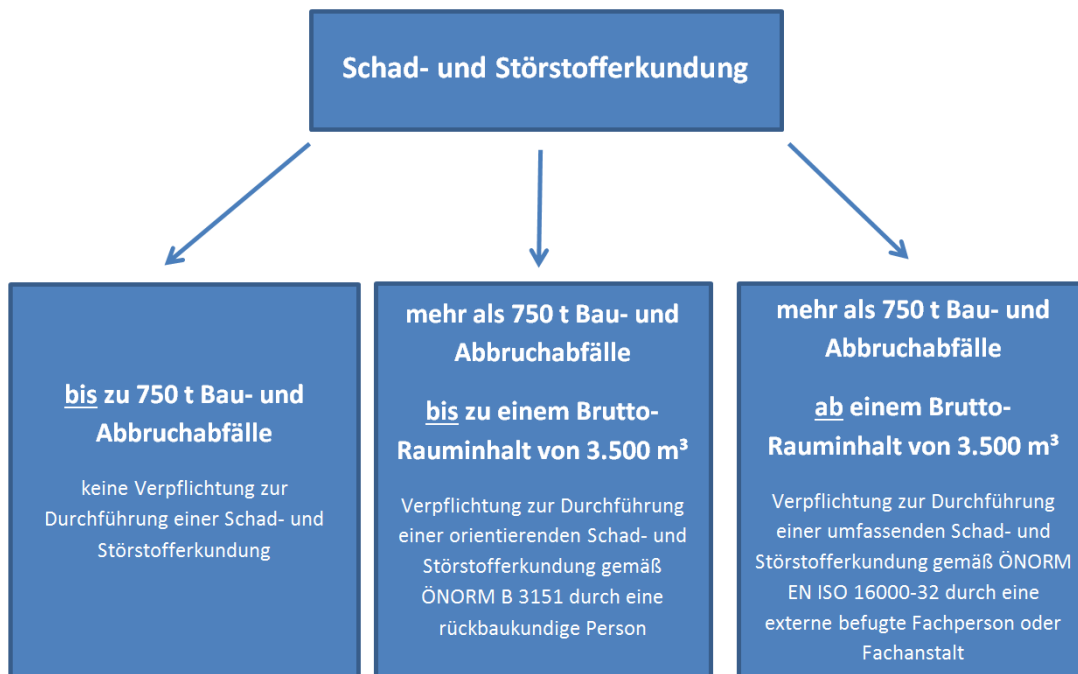 Schad- und Störstofferkundung
bis zu 750 t Bau- und
Abbruchabfälle
keine Verpflichtung zur
Durchführung einer Schad- und
Störstofferkundung
mehr als 750 t Bau- und
Abbruchabfälle
bis zu einem Brutto-
Rauminhalt von 3.500 m³
Verpflichtung zur Durchführung
einer orientierenden Schad- und
Störstofferkundung gemäß
ÖNORM B 3151 durch eine
rückbaukundige Person
mehr als 750 t Bau- und
Abbruchabfälle
ab einem Brutto-
Rauminhalt von 3.500 m³
Verpflichtung zur Durchführung
einer umfassenden Schad- und
Störstofferkundung gemäß ÖNORM
EN ISO 16000-32 durch eine
externe befugte Fachperson oder
Fachanstalt